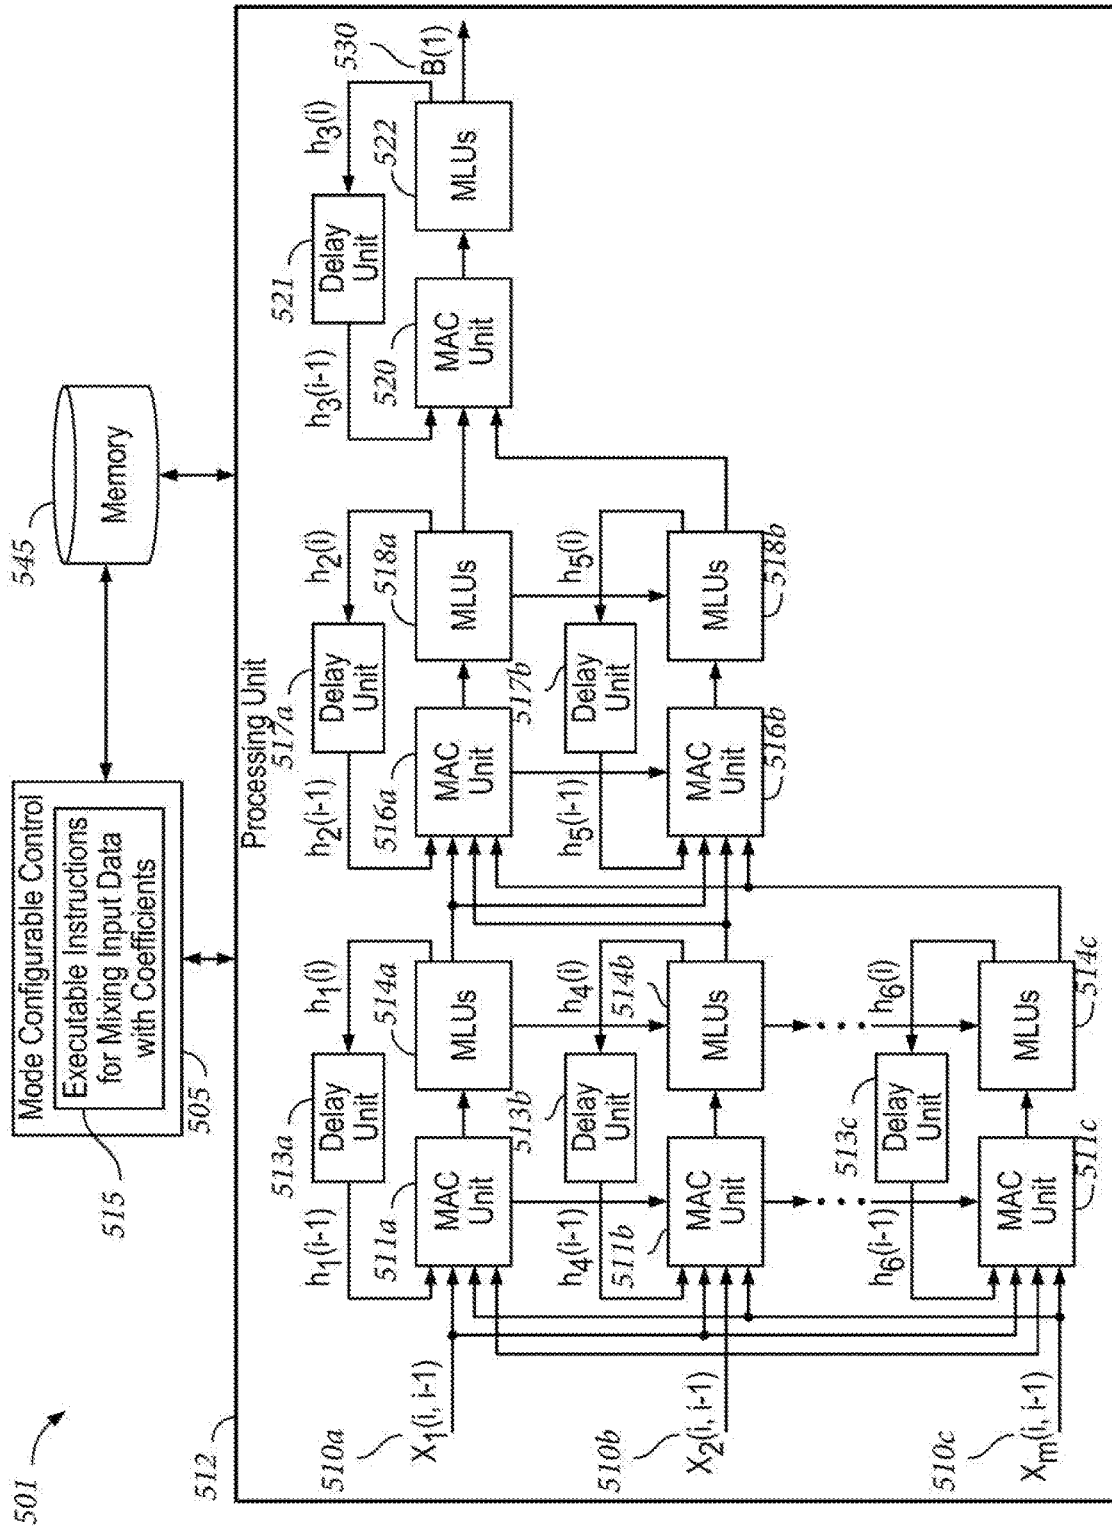 501
515
Mode Configurable Control
Executable Instructions
for Mixing Input Data
with Coefficients
505
545
Memory
512
Processing Unit
510a
X1(i, i-1)
h1(i-1)
511a
MAC
Unit
513a
Delay
Unit
h1(i)
514a
MLUs
h2(i-1)
516a
MAC
Unit
517a
Delay
Unit
h2(i)
518a
MLUs
h3(i-1)
520
MAC
Unit
521
Delay
Unit
h3(i)
522
MLUs
530
B(1)
510b
X2(i, i-1)
h4(i-1)
511b
MAC
Unit
513b
Delay
Unit
h4(i)
514b
MLUs
h5(i-1)
516b
MAC
Unit
517b
Delay
Unit
h5(i)
518b
MLUs
510c
Xm(i, i-1)
h6(i-1)
511c
MAC
Unit
513c
Delay
Unit
h6(i)
514c
MLUs